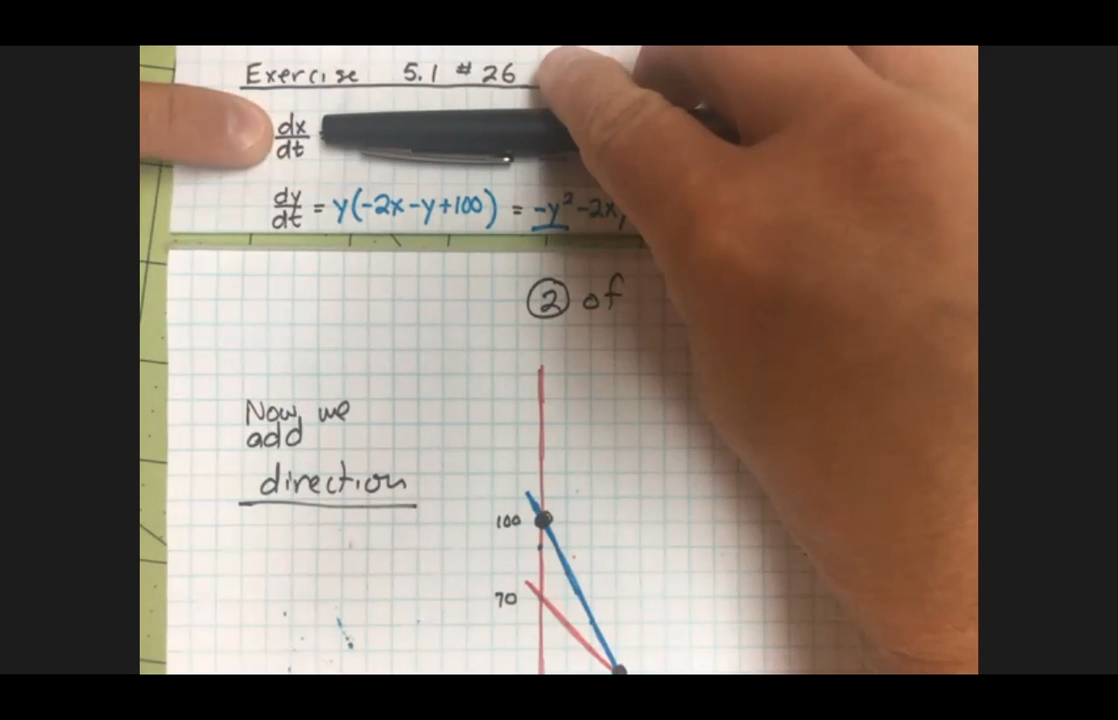 Exercise 5.1 # 26
dx/dt
dy/dt = y(-2x-y+100) = -y²-2x
② of
Now, we
add
direction
100
70